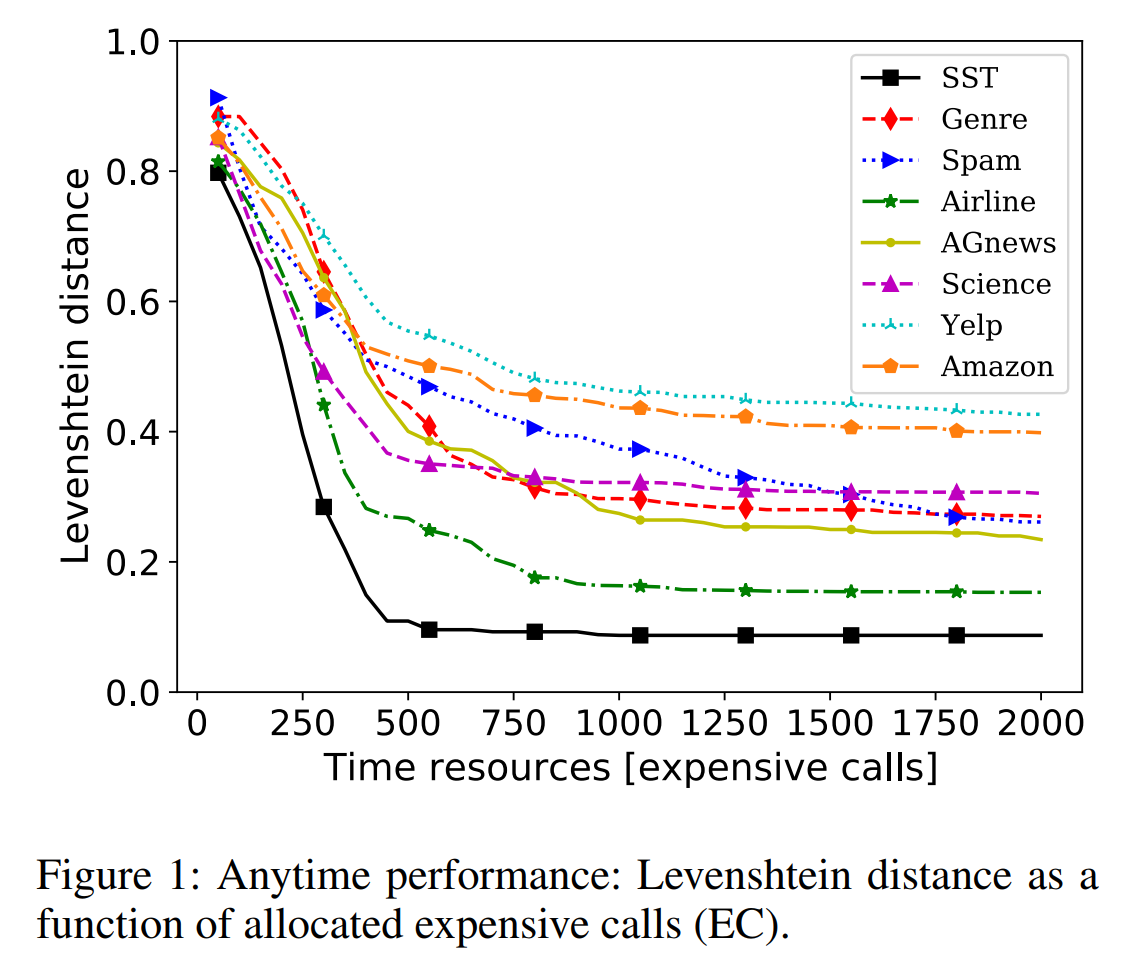 1.0
0.8
0.6
0.4
0.2
0.0
Levenshtein distance
SST
Genre
Spam
Airline
AGnews
Science
Yelp
Amazon
0 250 500 750 1000 1250 1500 1750 2000
Time resources [expensive calls]
Figure 1: Anytime performance: Levenshtein distance as a
function of allocated expensive calls (EC).